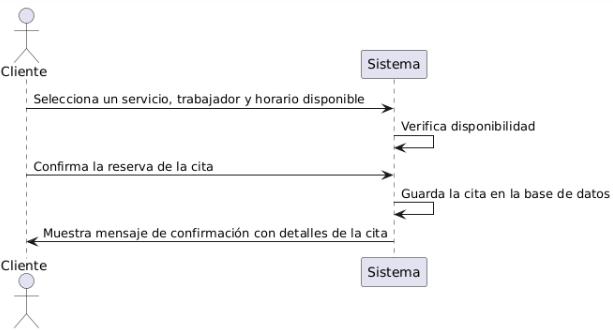 Cliente
Sistema
Selecciona un servicio, trabajador y horario disponible
Verifica disponibilidad
Confirma la reserva de la cita
Guarda la cita en la base de datos
Muestra mensaje de confirmación con detalles de la cita
Cliente
Sistema